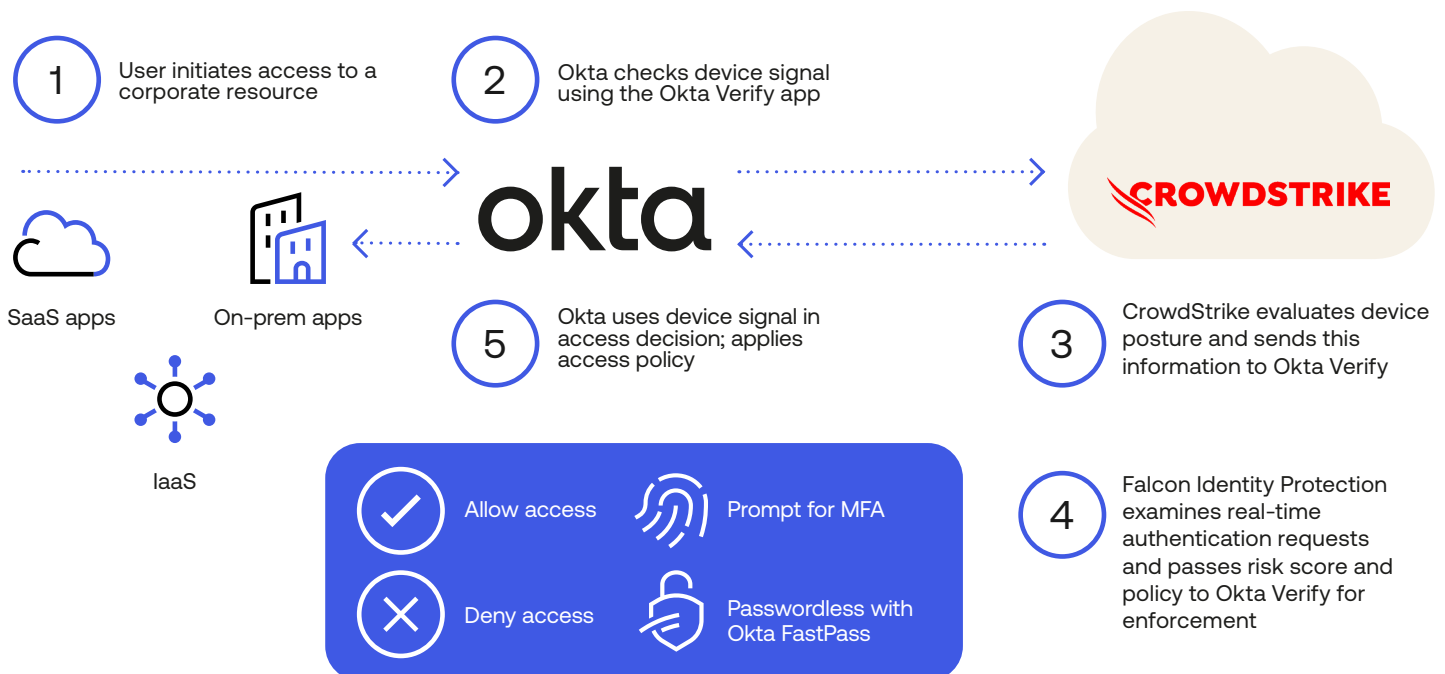 1
User initiates access to a
corporate resource
2
Okta checks device signal
using the Okta Verify app
okta
CROWDSTRIKE
SaaS apps
On-prem apps
IaaS
3
CrowdStrike evaluates device
posture and sends this
information to Okta Verify
4
Falcon Identity Protection
examines real-time
authentication requests
and passes risk score and
policy to Okta Verify for
enforcement
5
Okta uses device signal in
access decision; applies
access policy
Allow access
Prompt for MFA
Deny access
Passwordless with
Okta FastPass